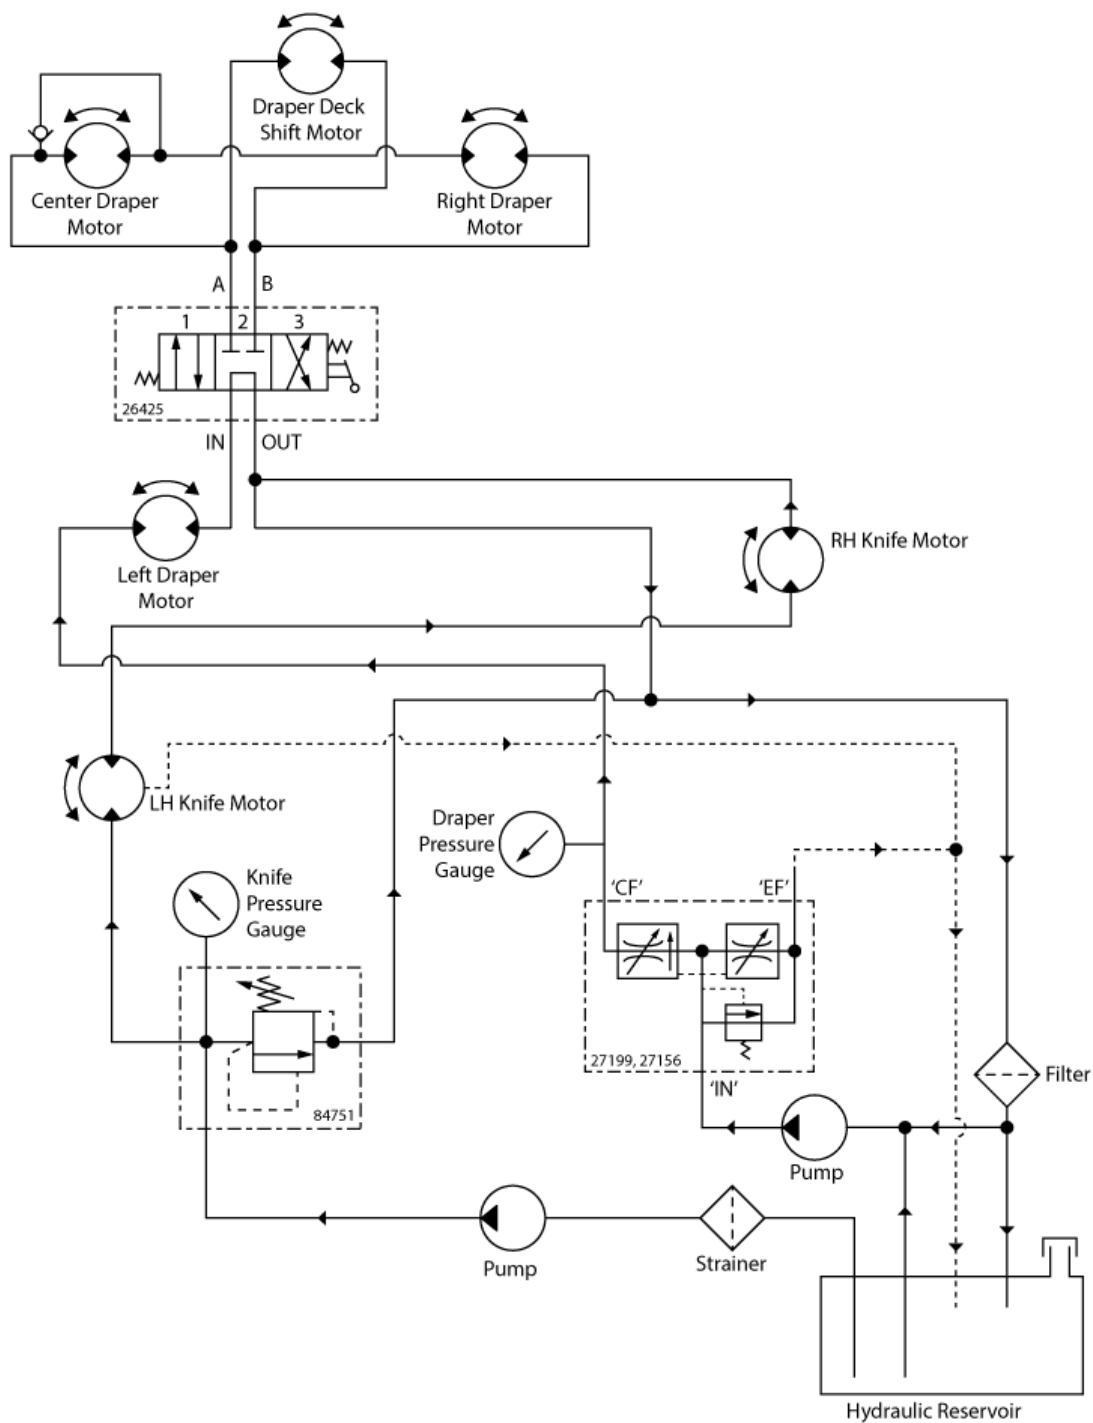 Draper Deck
Shift Motor
Center Draper
Motor
Right Draper
Motor
A
B
1
2
3
26425
IN
OUT
RH Knife Motor
Left Draper
Motor
LH Knife Motor
Draper
Pressure
Gauge
Knife
Pressure
Gauge
‘CF’
‘EF’
27199, 27156
‘IN’
84751
Filter
Pump
Strainer
Pump
Hydraulic Reservoir